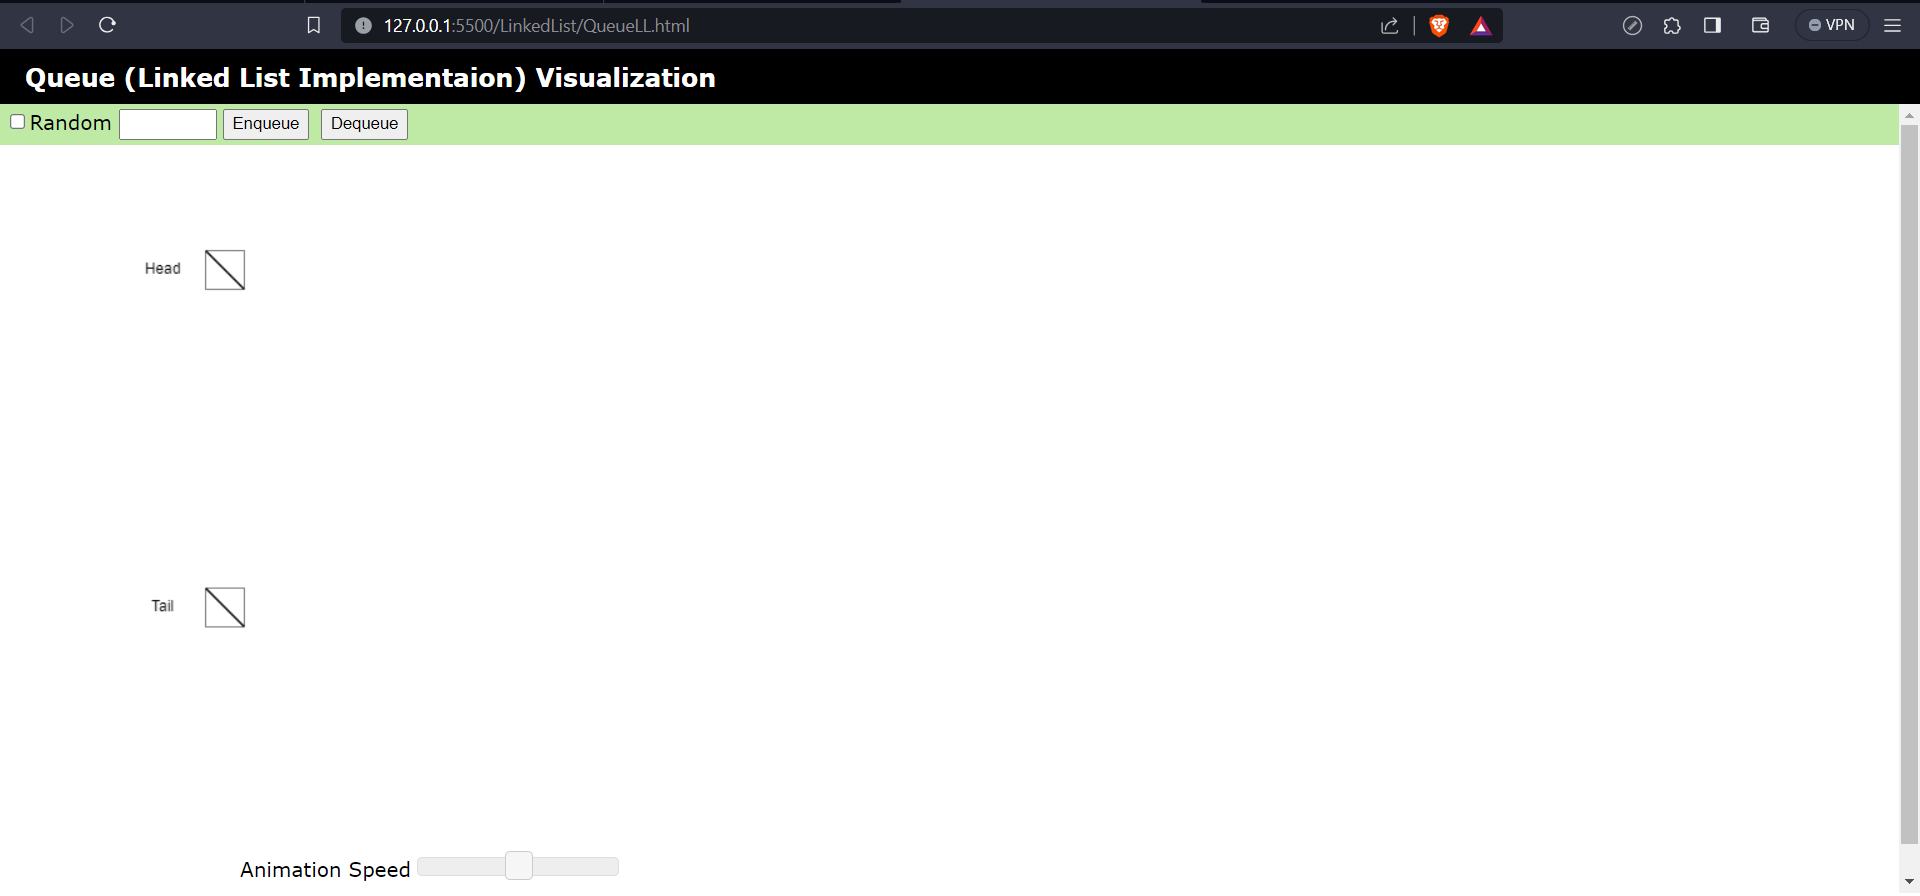 127.0.0.1:5500/LinkedList/QueueLL.html
VPN
Queue (Linked List Implementaion) Visualization
Random Enqueue Dequeue
Head
Tail
Animation Speed